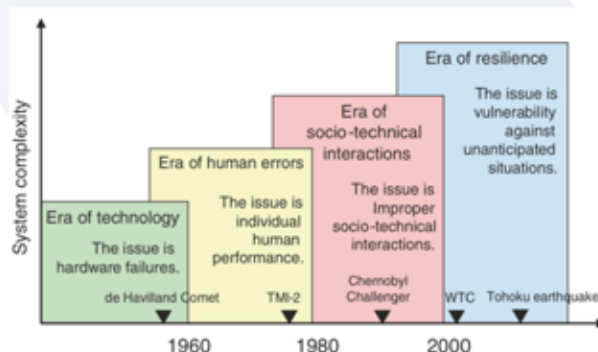 System complexity
Era of technology
The issue is
hardware failures.
de Havilland Comet
Era of human errors
The issue is
individual
human
performance.
TMI-2
Era of
socio-technical
interactions
The issue is
Improper
socio-technical
interactions.
Chernobyl
Challenger
Era of resilience
The issue is
vulnerability
against
unanticipated
situations.
WTC
Tohoku earthquake
1960
1980
2000